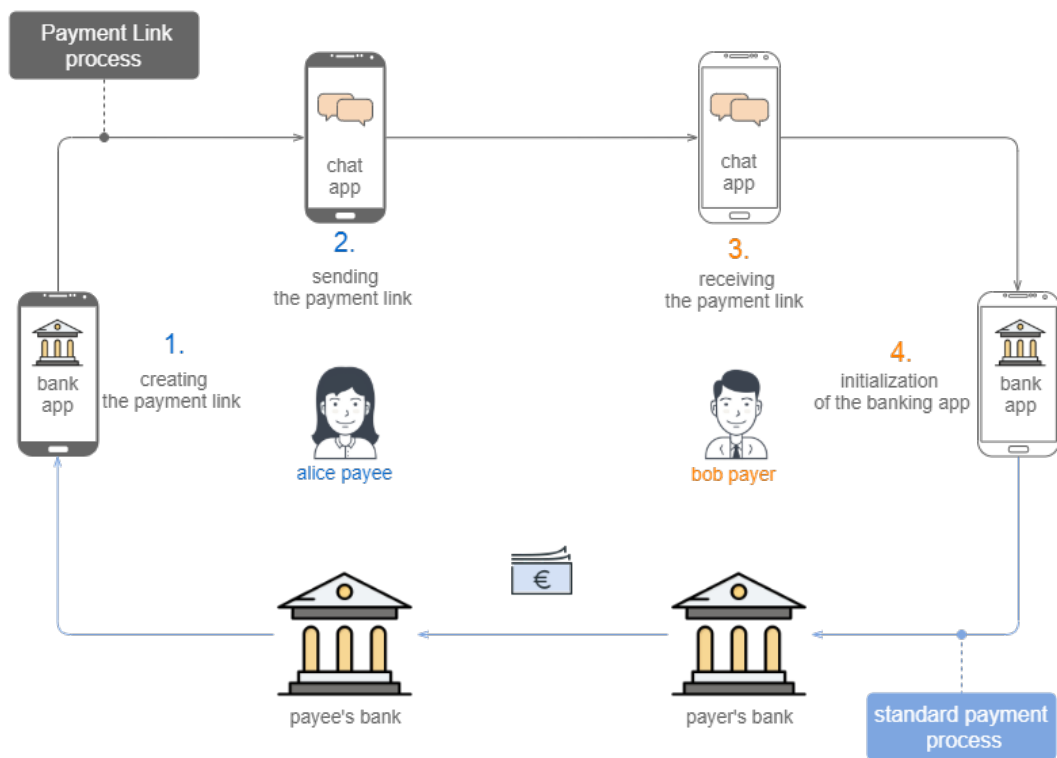 Payment Link
process
chat
app
chat
app
2.
sending
the payment link
3.
receiving
the payment link
bank
app
1.
creating
the payment link
4.
initialization
of the banking app
bank
app
alice payee
bob payer
€
payee's bank
payer's bank
standard payment
process